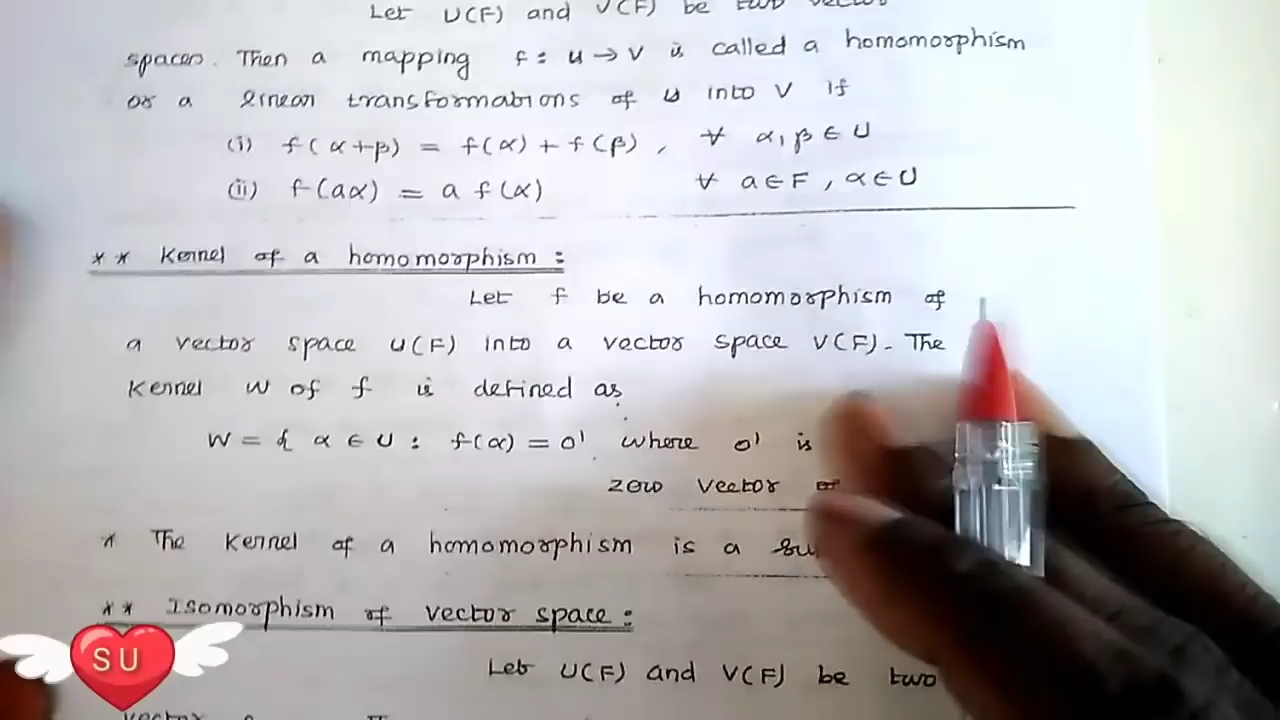 Let U(F) and V(F) be two vector
spaces. Then a mapping f: u → v is called a homomorphism
or a linear transformations of u into V if
(i) f(α+β) = f(α) + f(β), ∀ α, β ∈ U
(ii) f(aα) = a f(α) ∀ a ∈ F, α ∈ U
** Kernel of a homomorphism :
Let f be a homomorphism of
a vector space U(F) into a vector space V(F). The
Kernel W of f is defined as
W = { α ∈ U : f(α) = 0' where 0' is
zero vector of
* The Kernel of a homomorphism is a
** Isomorphism of vector space :
Let U(F) and V(F) be two
SU